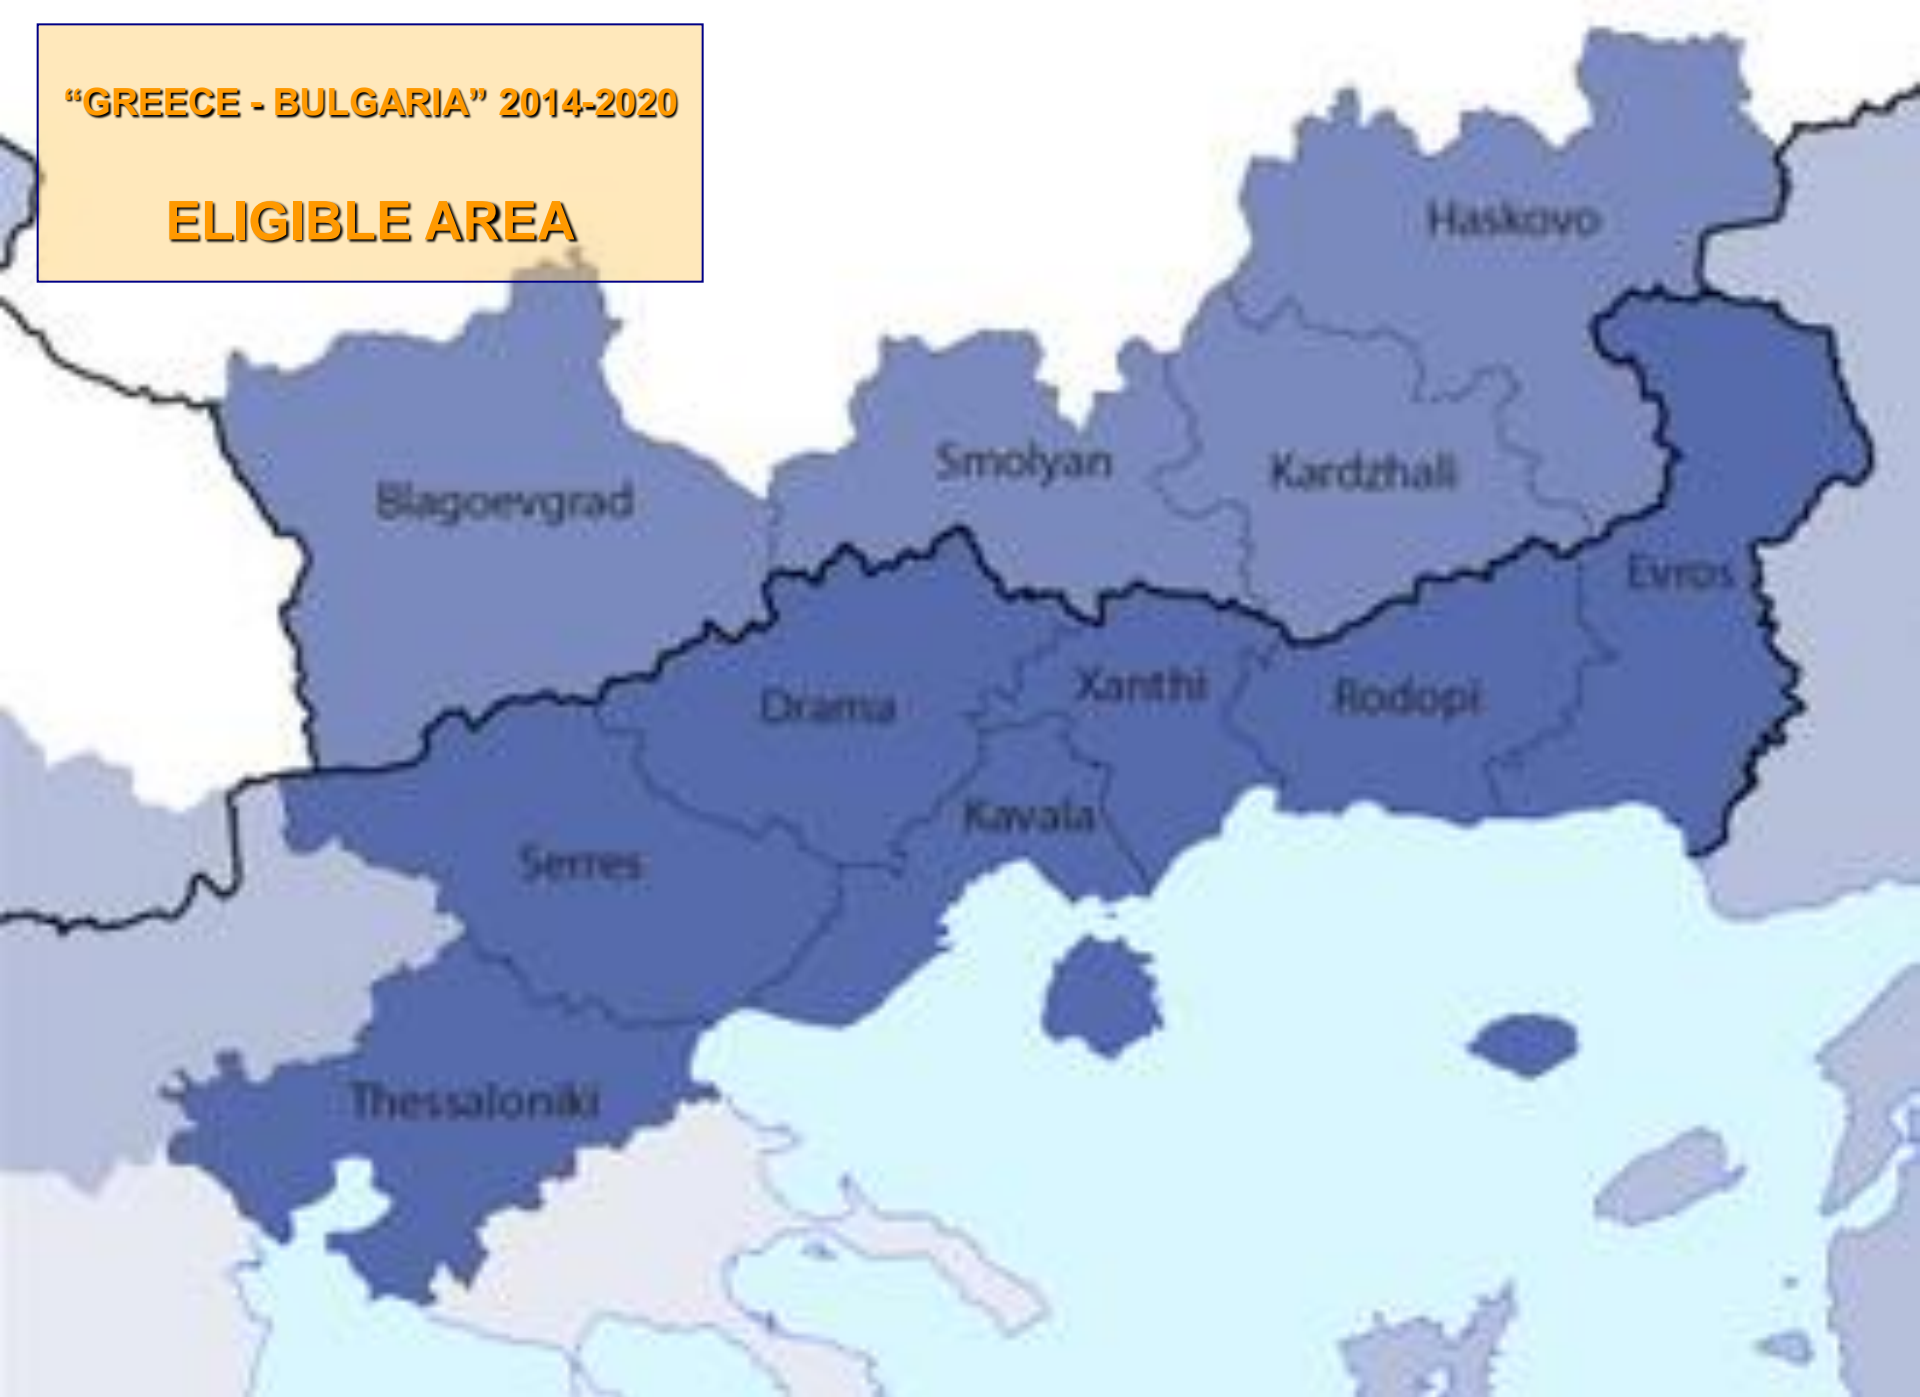 “GREECE - BULGARIA” 2014-2020
ELIGIBLE AREA
Haskovo
Smolyan
Kardzhali
Blagoevgrad
Evros
Drama
Xanthi
Rodopi
Kavala
Serres
Thessaloniki